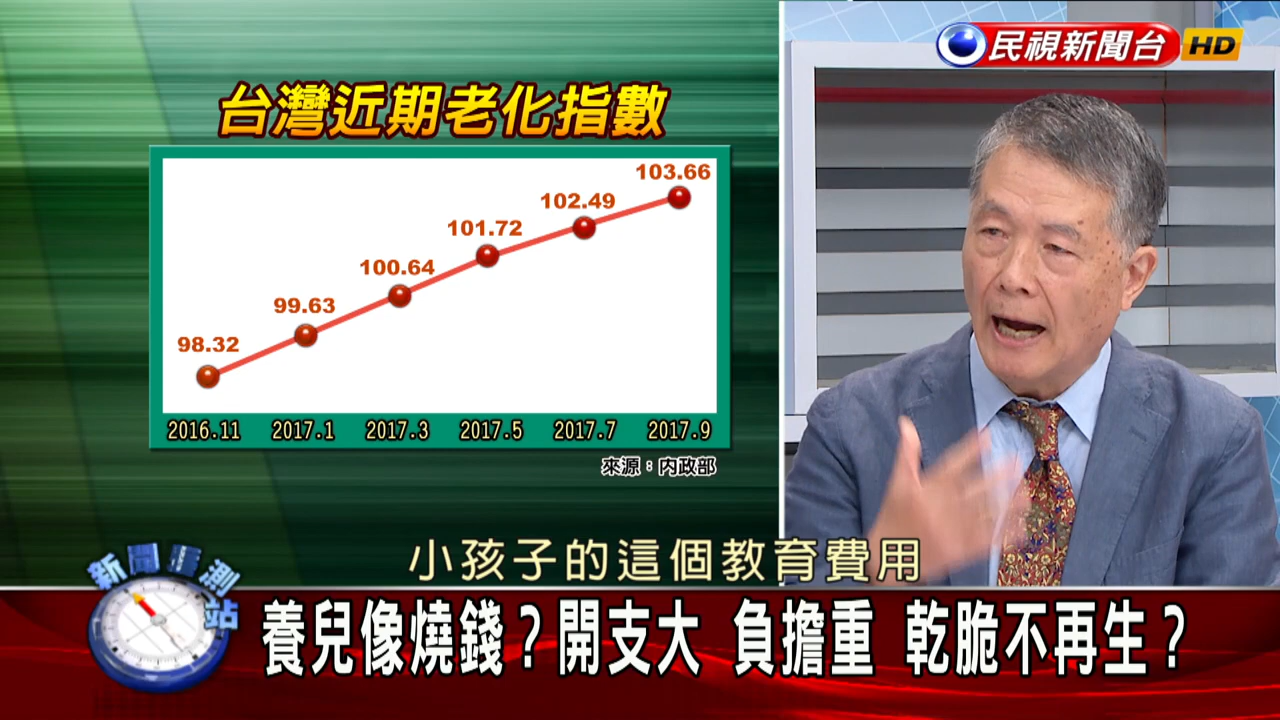 民視新聞台 HD
台灣近期老化指數
98.32
99.63
100.64
101.72
102.49
103.66
2016.11 2017.1 2017.3 2017.5 2017.7 2017.9
來源：內政部
小孩子的這個教育費用
新聞觀測站
養兒像燒錢？開支大 負擔重 乾脆不再生？